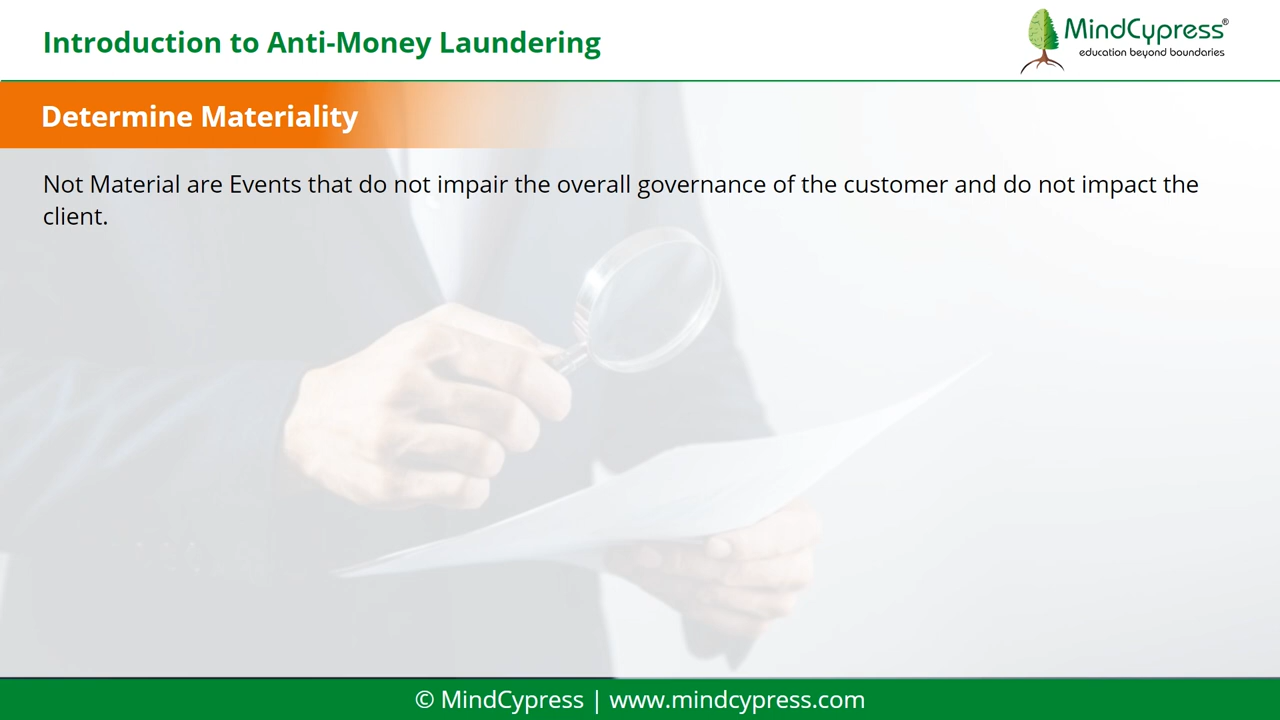 Introduction to Anti-Money Laundering
MindCypress®
education beyond boundaries
Determine Materiality
Not Material are Events that do not impair the overall governance of the customer and do not impact the
client.
© MindCypress | www.mindcypress.com